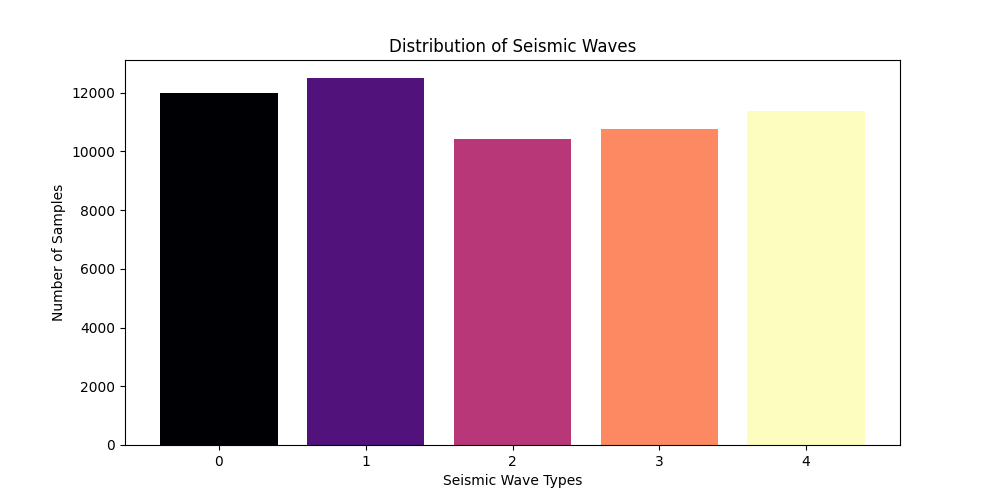 Distribution of Seismic Waves
12000
10000
8000
6000
4000
2000
0
Number of Samples
0 1 2 3 4
Seismic Wave Types